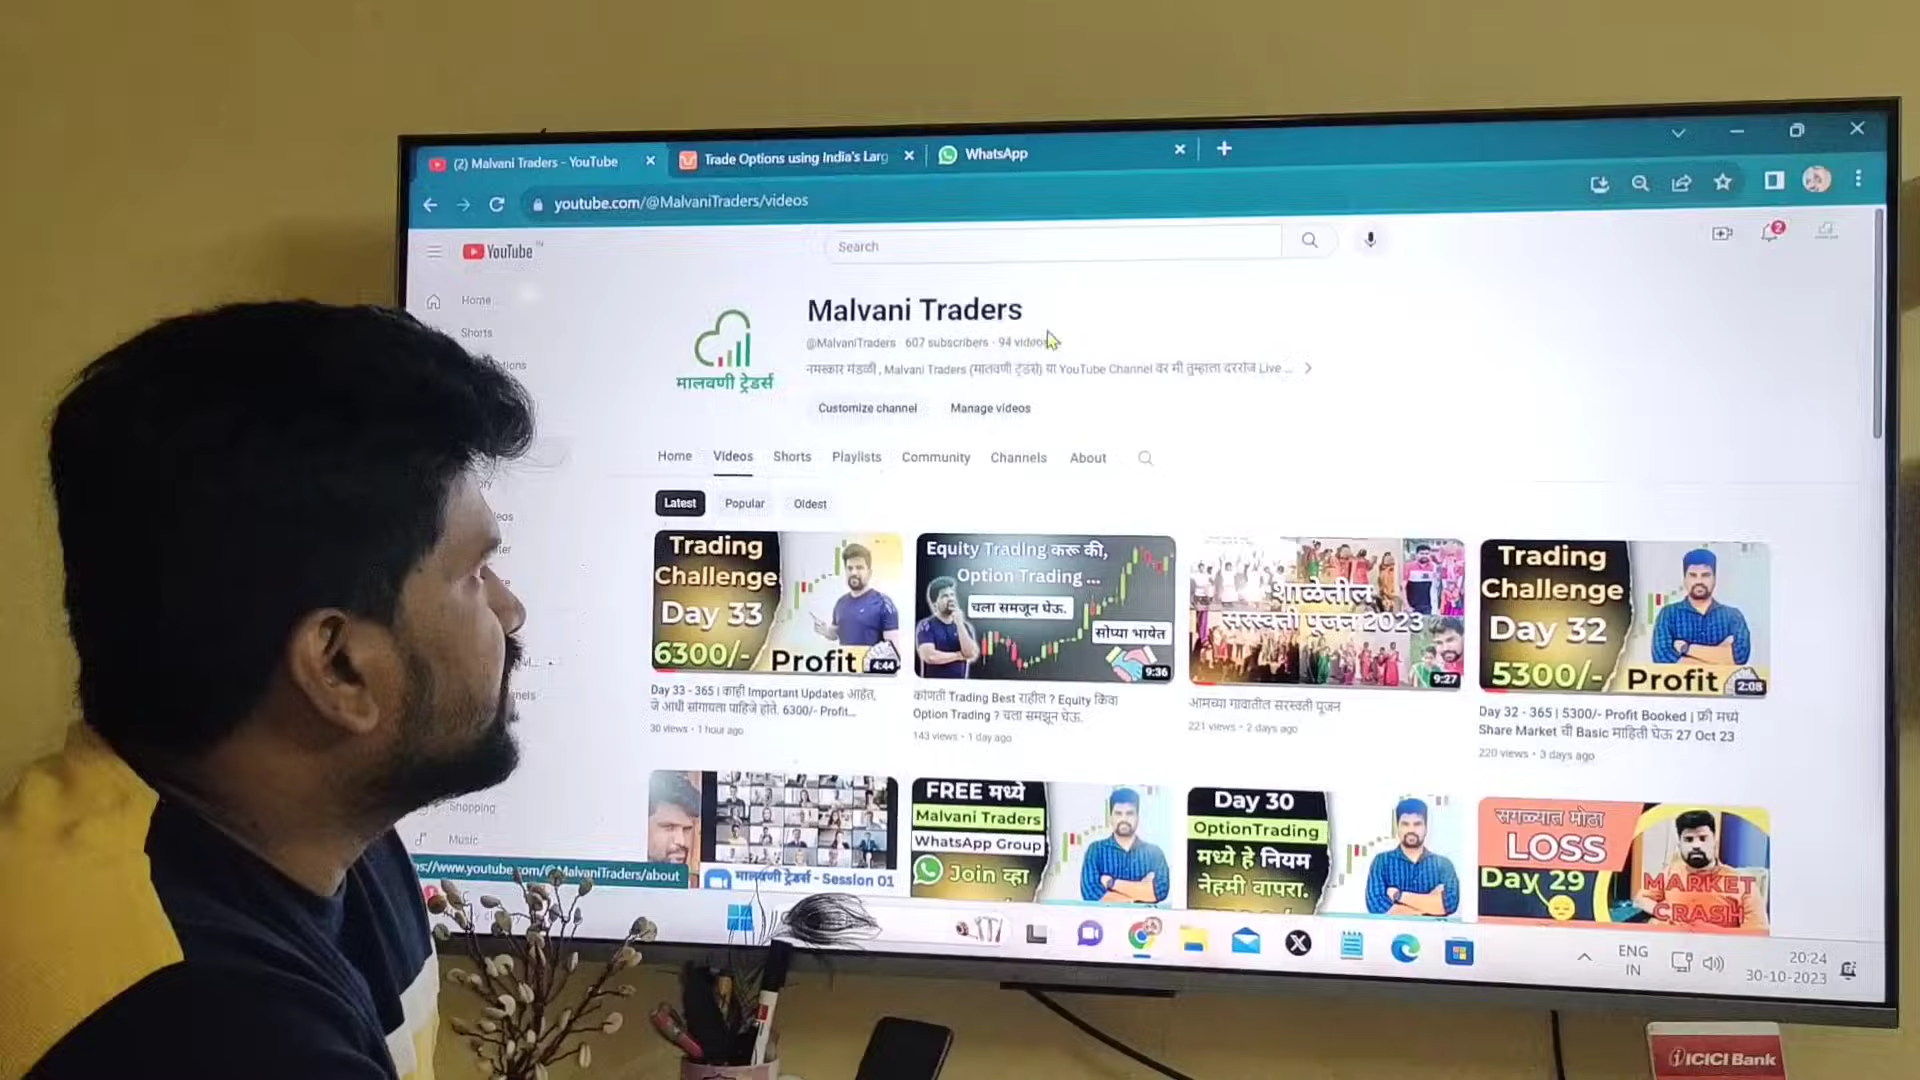 (2) Malvani Traders - YouTube
Trade Options using India's Larg
WhatsApp
youtube.com/@MalvaniTraders/videos
YouTube IN
Search
2
Home
Shorts
Malvani Traders
@MalvaniTraders · 607 subscribers · 94 videos
नमस्कार मंडळी , Malvani Traders (मालवणी ट्रेडर्स) या YouTube Channel वर मी तुम्हाला दररोज Live ...
मालवणी ट्रेडर्स
Customize channel
Manage videos
Home
Videos
Shorts
Playlists
Community
Channels
About
Latest
Popular
Oldest
Trading
Challenge
Day 33
6300/-
Profit
4:44
Day 33 - 365 | काही Important Updates आहेत,
जे आधी सांगायला पाहिजे होते. 6300/- Profit...
30 views • 1 hour ago
Equity Trading करू की,
Option Trading ...
चला समजून घेऊ.
सोप्या भाषेत
9:36
कोणती Trading Best राहील ? Equity किंवा
Option Trading ? चला समझून घेऊ.
143 views • 1 day ago
शाळेतील
सरस्वती पूजन 2023
9:27
आमच्या गावातील सरस्वती पूजन
221 views • 2 days ago
Trading
Challenge
Day 32
5300/-
Profit
2:08
Day 32 - 365 | 5300/- Profit Booked | फ्री मध्ये
Share Market ची Basic माहिती घेऊ 27 Oct 23
220 views • 3 days ago
Shopping
Music
मालवणी ट्रेडर्स - Session 01
FREE मध्ये
Malvani Traders
WhatsApp Group
Join व्हा
Day 30
OptionTrading
मध्ये हे नियम
नेहमी वापरा.
सगळ्यात मोठा
LOSS
Day 29
MARKET
CRASH
ps://www.youtube.com/@MalvaniTraders/about
ENG
IN
20:24
30-10-2023
ICICI Bank